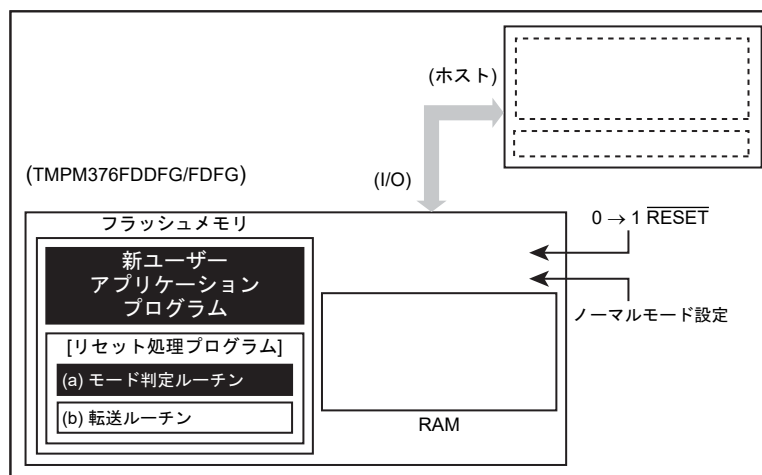 (ホスト)
(TMPM376FDDFG/FDFG)
(I/O)
フラッシュメモリ
0 → 1 RESET
新ユーザー
アプリケーション
プログラム
ノーマルモード設定
[リセット処理プログラム]
(a) モード判定ルーチン
(b) 転送ルーチン
RAM